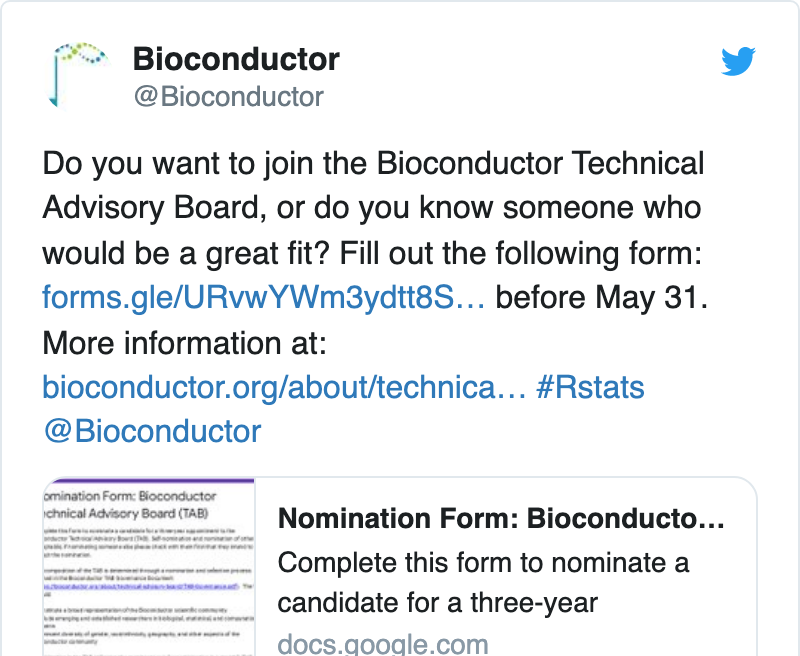 Bioconductor
@Bioconductor
Do you want to join the Bioconductor Technical
Advisory Board, or do you know someone who
would be a great fit? Fill out the following form:
forms.gle/URvwYWm3ydtt8S… before May 31.
More information at:
bioconductor.org/about/technica… #Rstats
@Bioconductor
omination Form: Bioconductor
chnical Advisory Board (TAB)
Nomination Form: Bioconducto…
Complete this form to nominate a
candidate for a three-year
docs.google.com